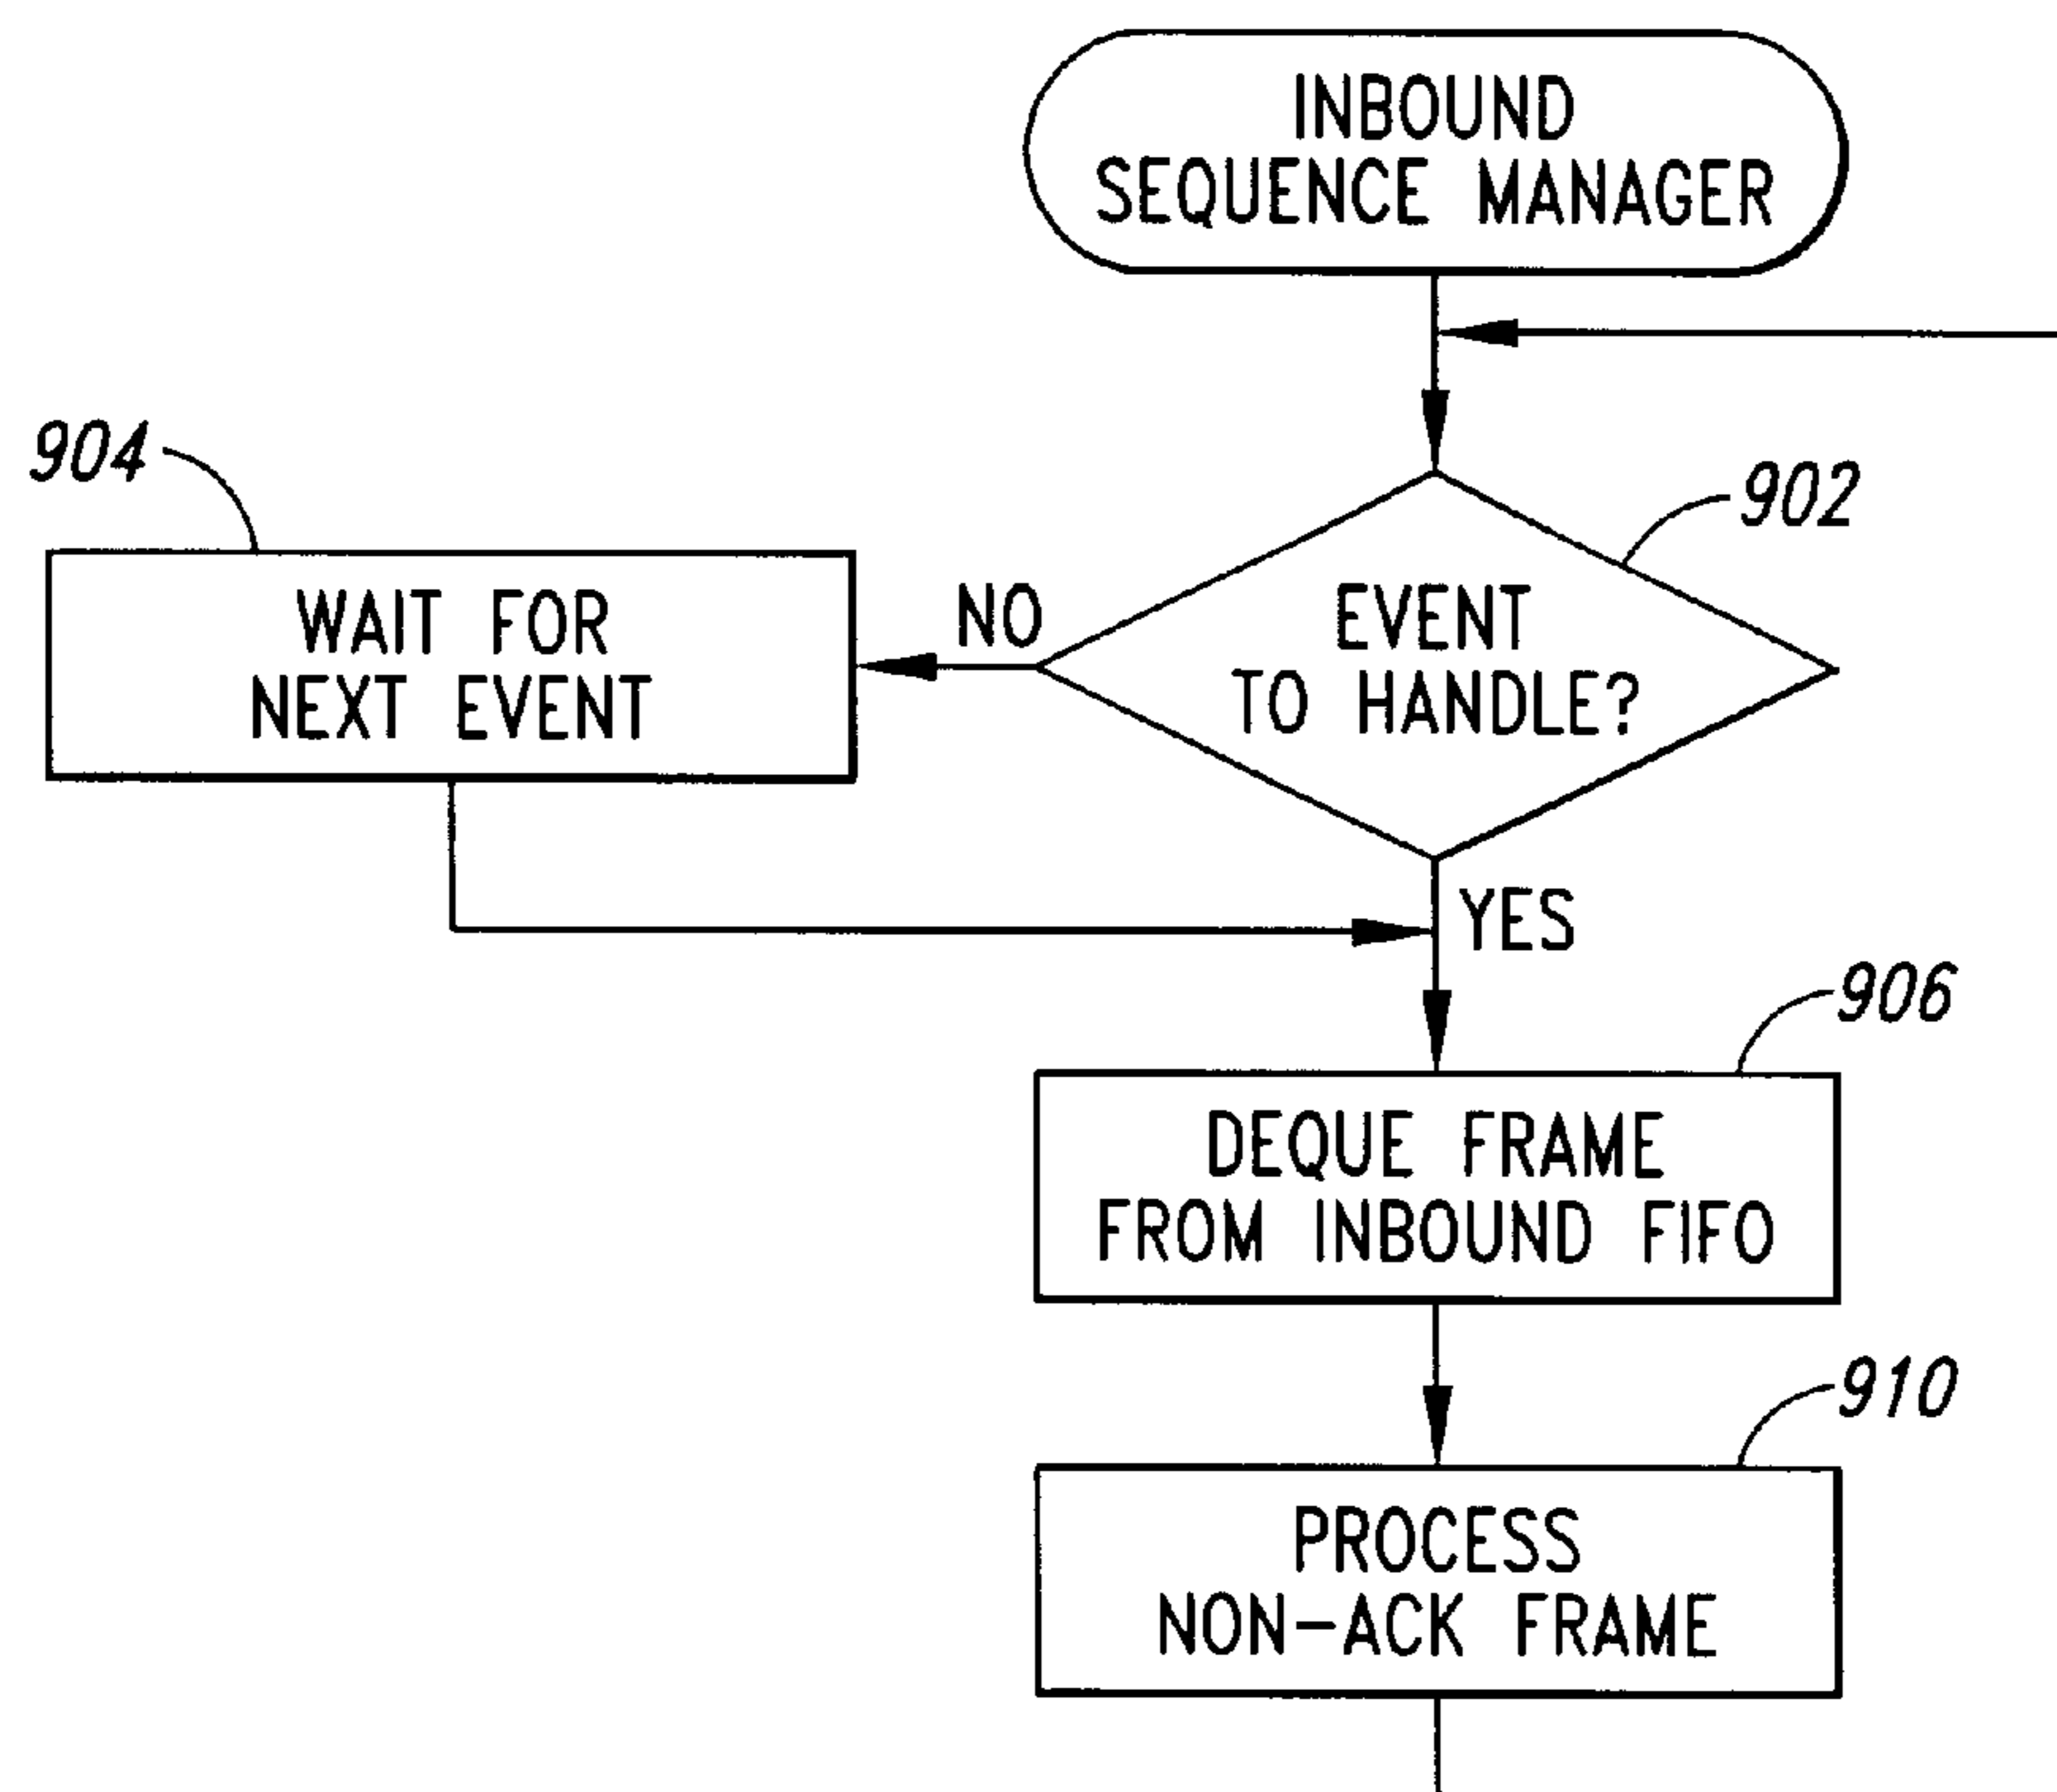 INBOUND
SEQUENCE MANAGER
904
902
WAIT FOR
NEXT EVENT
NO
EVENT
TO HANDLE?
YES
906
DEQUE FRAME
FROM INBOUND FIFO
910
PROCESS
NON-ACK FRAME